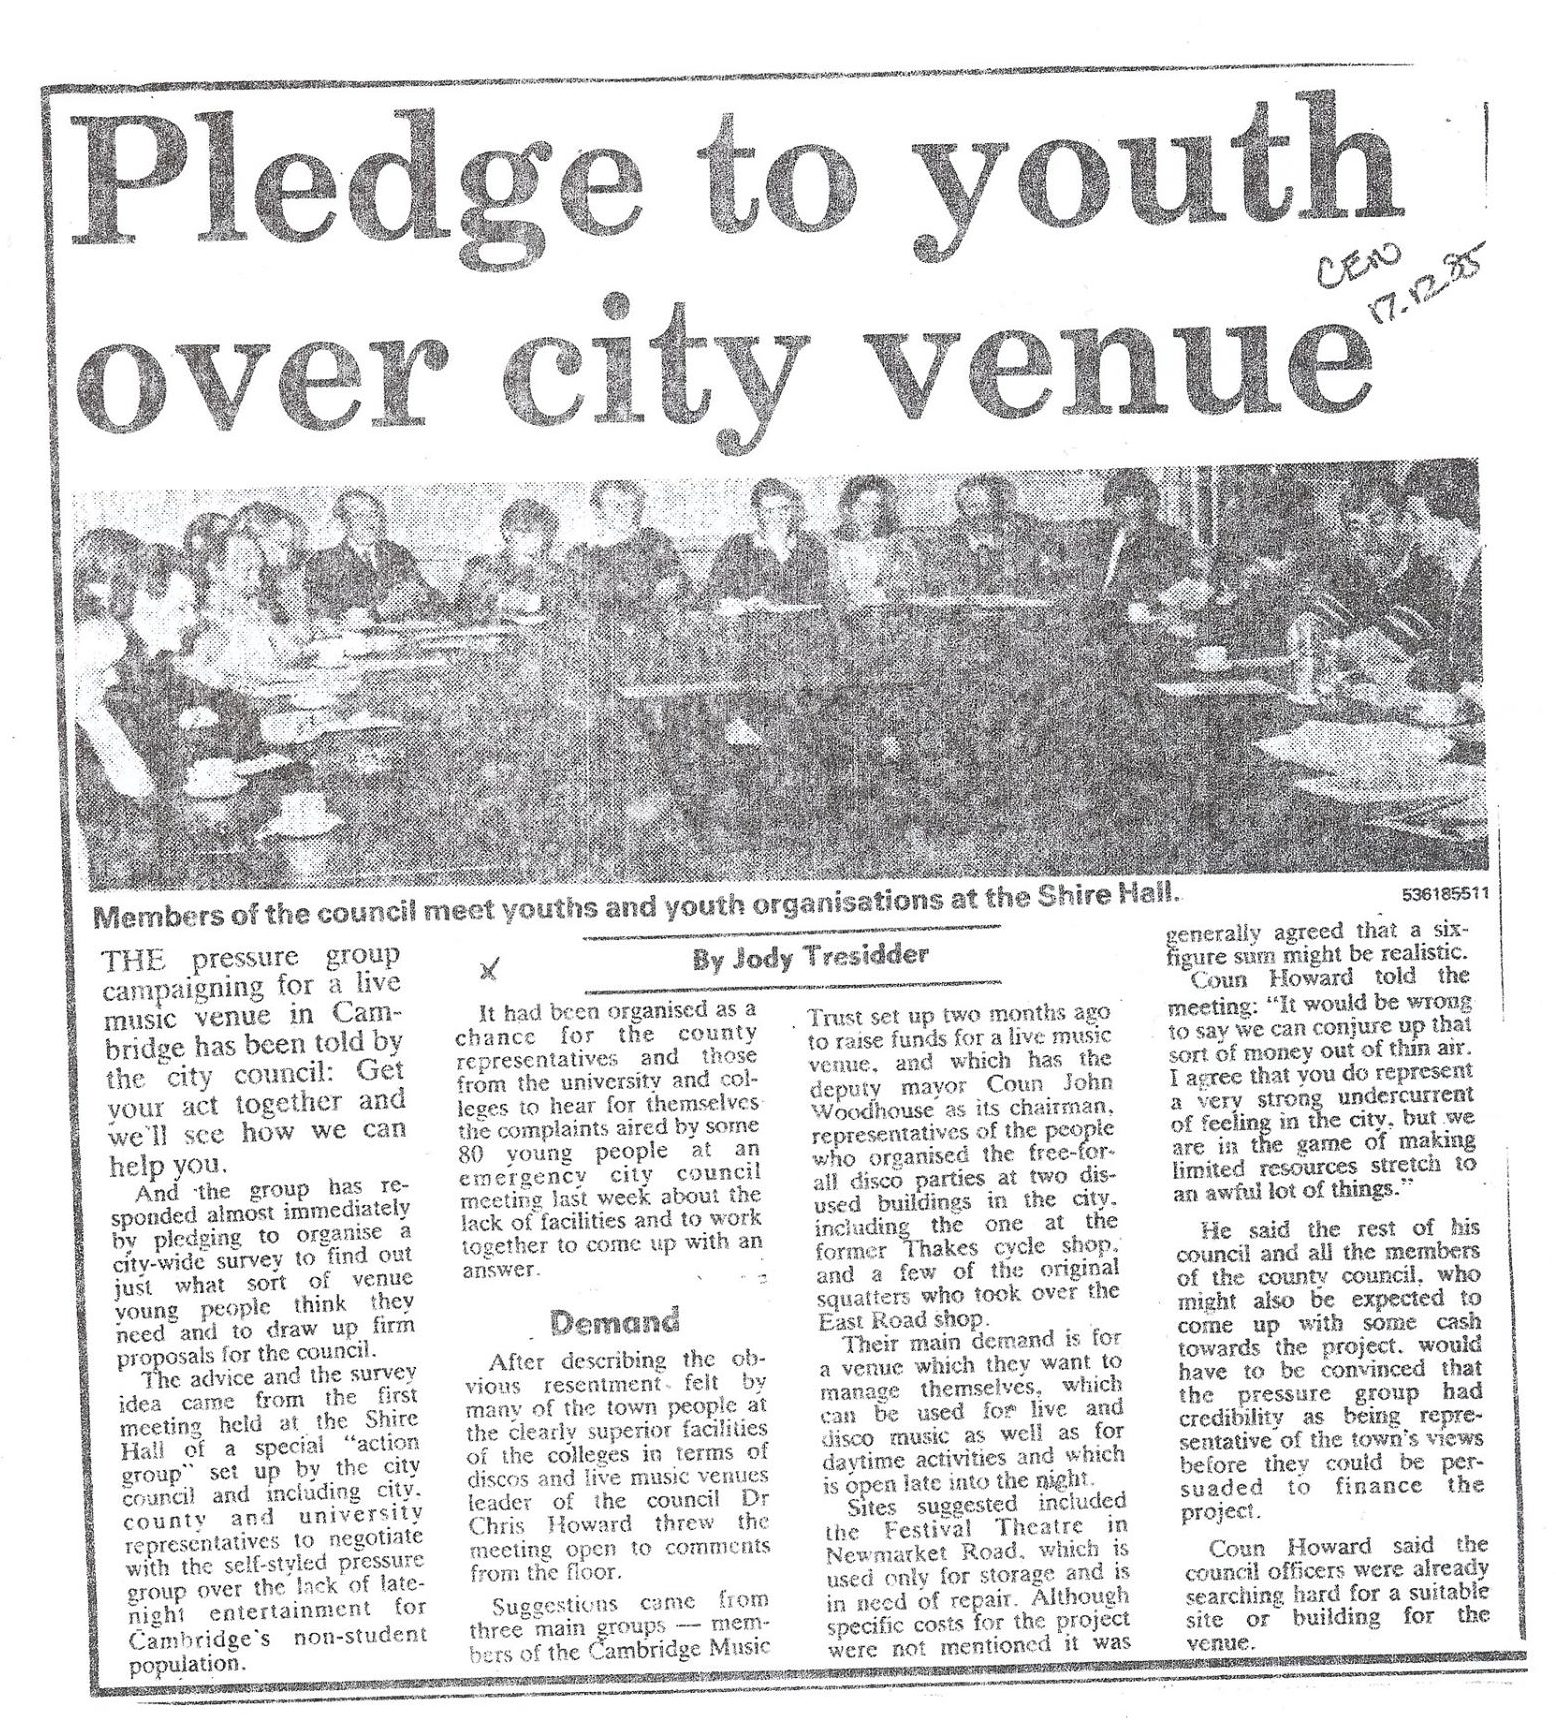 Pledge to youth
over city venue
CEN
17.12.85
Members of the council meet youths and youth organisations at the Shire Hall.
536185511
By Jody Tresidder
THE pressure group
campaigning for a live
music venue in Cam-
bridge has been told by
the city council: Get
your act together and
we'll see how we can
help you.
And the group has re-
sponded almost immediately
by pledging to organise a
city-wide survey to find out
just what sort of venue
young people think they
need and to draw up firm
proposals for the council.
The advice and the survey
idea came from the first
meeting held at the Shire
Hall of a special "action
group" set up by the city
council and including city,
county and university
representatives to negotiate
with the self-styled pressure
group over the lack of late-
night entertainment for
Cambridge's non-student
population.
It had been organised as a
chance for the county
representatives and those
from the university and col-
leges to hear for themselves
the complaints aired by some
80 young people at an
emergency city council
meeting last week about the
lack of facilities and to work
together to come up with an
answer.
Demand
After describing the ob-
vious resentment felt by
many of the town people at
the clearly superior facilities
of the colleges in terms of
discos and live music venues
leader of the council Dr
Chris Howard threw the
meeting open to comments
from the floor.
Suggestions came from
three main groups — mem-
bers of the Cambridge Music
Trust set up two months ago
to raise funds for a live music
venue, and which has the
deputy mayor Coun John
Woodhouse as its chairman,
representatives of the people
who organised the free-for-
all disco parties at two dis-
used buildings in the city,
including the one at the
former Thakes cycle shop,
and a few of the original
squatters who took over the
East Road shop.
Their main demand is for
a venue which they want to
manage themselves, which
can be used for live and
disco music as well as for
daytime activities and which
is open late into the night.
Sites suggested included
the Festival Theatre in
Newmarket Road, which is
used only for storage and is
in need of repair. Although
specific costs for the project
were not mentioned it was
generally agreed that a six-
figure sum might be realistic.
Coun Howard told the
meeting: "It would be wrong
to say we can conjure up that
sort of money out of thin air.
I agree that you do represent
a very strong undercurrent
of feeling in the city, but we
are in the game of making
limited resources stretch to
an awful lot of things."
He said the rest of his
council and all the members
of the county council, who
might also be expected to
come up with some cash
towards the project, would
have to be convinced that
the pressure group had
credibility as being repre-
sentative of the town's views
before they could be per-
suaded to finance the
project.
Coun Howard said the
council officers were already
searching hard for a suitable
site or building for the
venue.